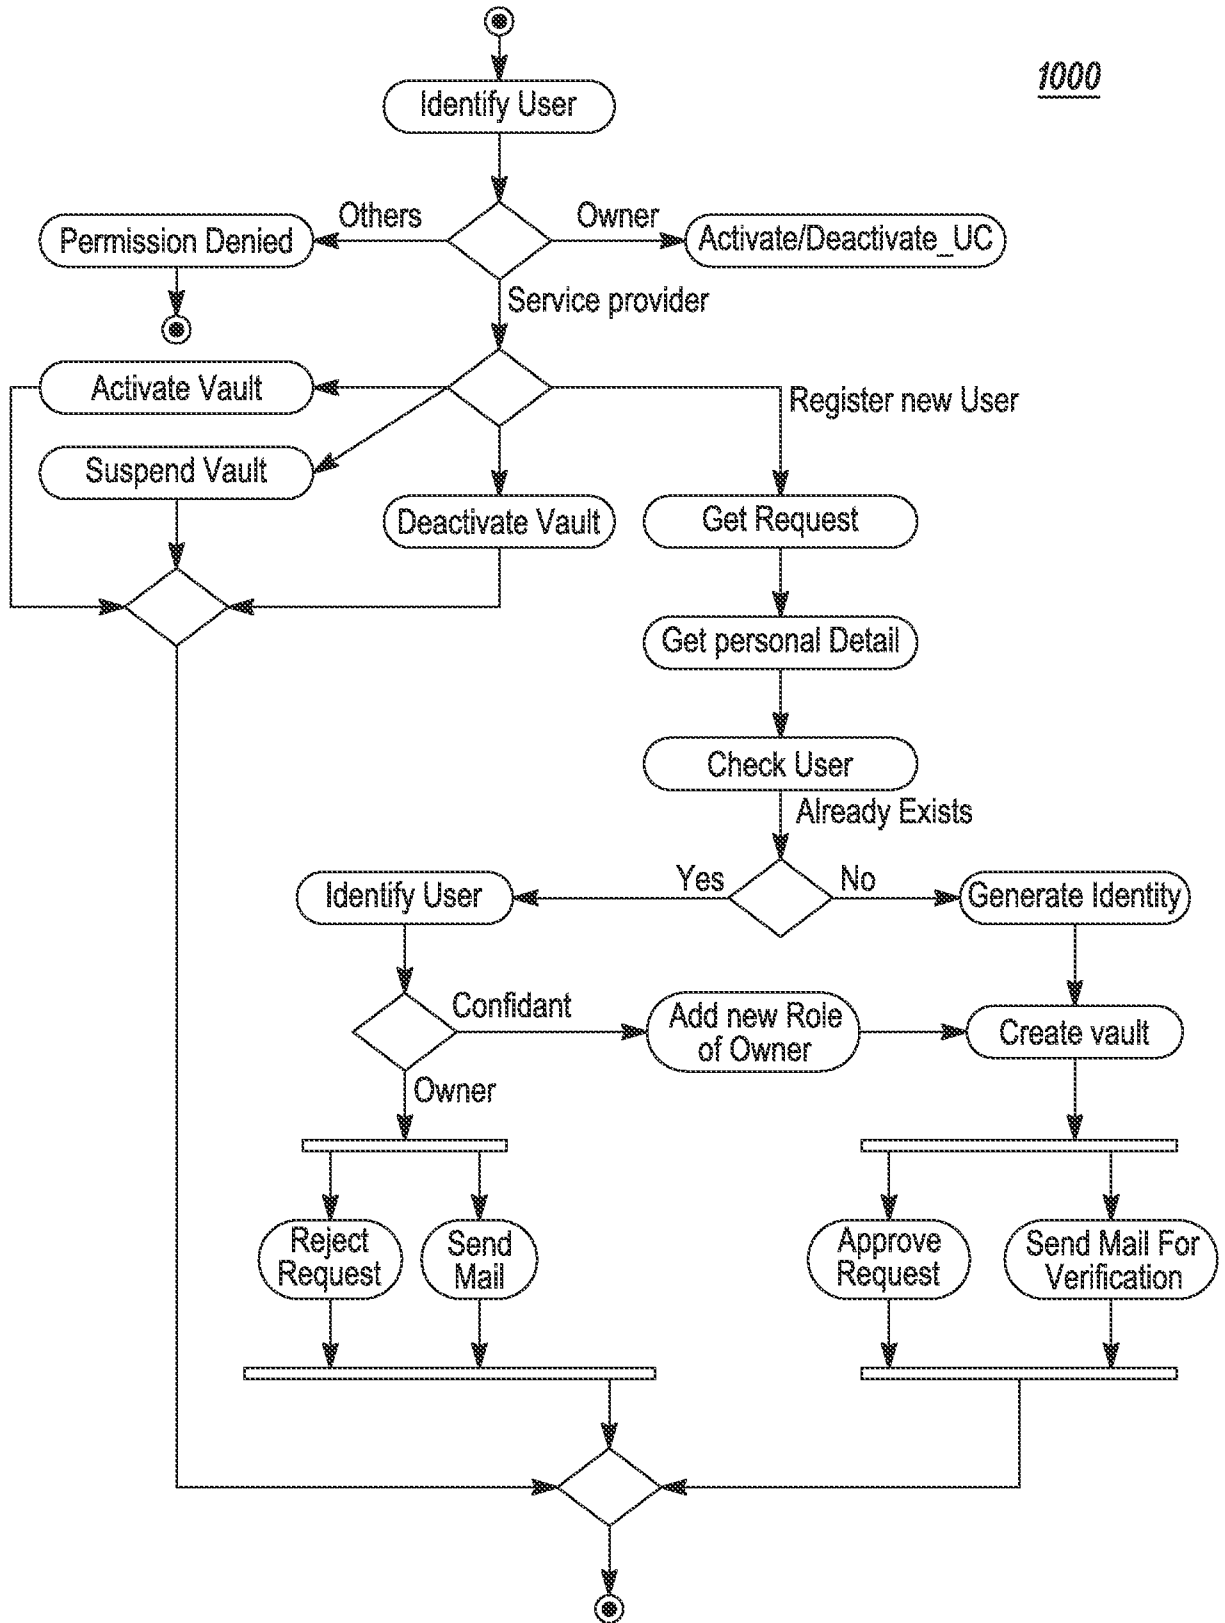 1000
Identify User
Others
Owner
Permission Denied
Activate/Deactivate_UC
Service provider
Activate Vault
Register new User
Suspend Vault
Deactivate Vault
Get Request
Get personal Detail
Check User
Already Exists
Identify User
Yes
No
Generate Identity
Confidant
Add new Role
of Owner
Create vault
Owner
Reject
Request
Send
Mail
Approve
Request
Send Mail For
Verification